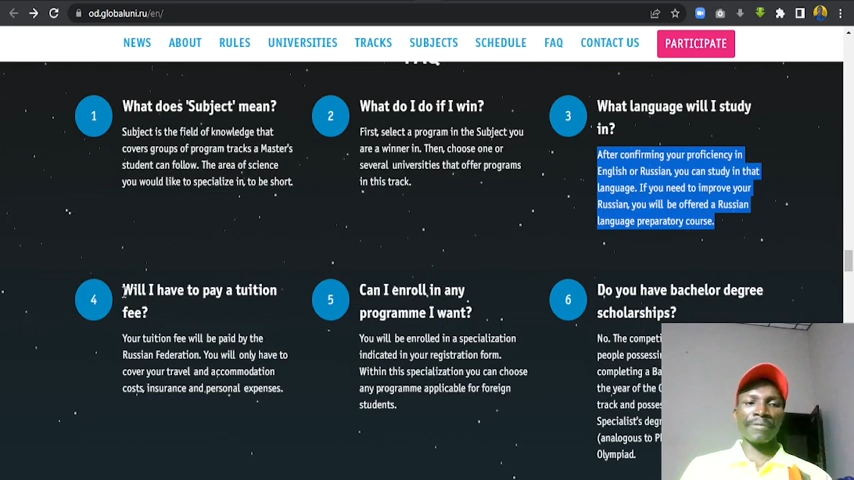 od.globaluni.ru/en/
NEWS ABOUT RULES UNIVERSITIES TRACKS SUBJECTS SCHEDULE FAQ CONTACT US PARTICIPATE
FAQ
1
What does 'Subject' mean?
Subject is the field of knowledge that
covers groups of program tracks a Master's
student can follow. The area of science
you would like to specialize in, to be short.
2
What do I do if I win?
First, select a program in the Subject you
are a winner in. Then, choose one or
several universities that offer programs
in this track.
3
What language will I study
in?
After confirming your proficiency in
English or Russian, you can study in that
language. If you need to improve your
Russian, you will be offered a Russian
language preparatory course.
4
Will I have to pay a tuition
fee?
Your tuition fee will be paid by the
Russian Federation. You will only have to
cover your travel and accommodation
costs, insurance and personal expenses.
5
Can I enroll in any
programme I want?
You will be enrolled in a specialization
indicated in your registration form.
Within this specialization you can choose
any programme applicable for foreign
students.
6
Do you have bachelor degree
scholarships?
No. The competi
people possessin
completing a Ba
the year of the O
track and posses
Specialist's degr
(analogous to Ph
Olympiad.